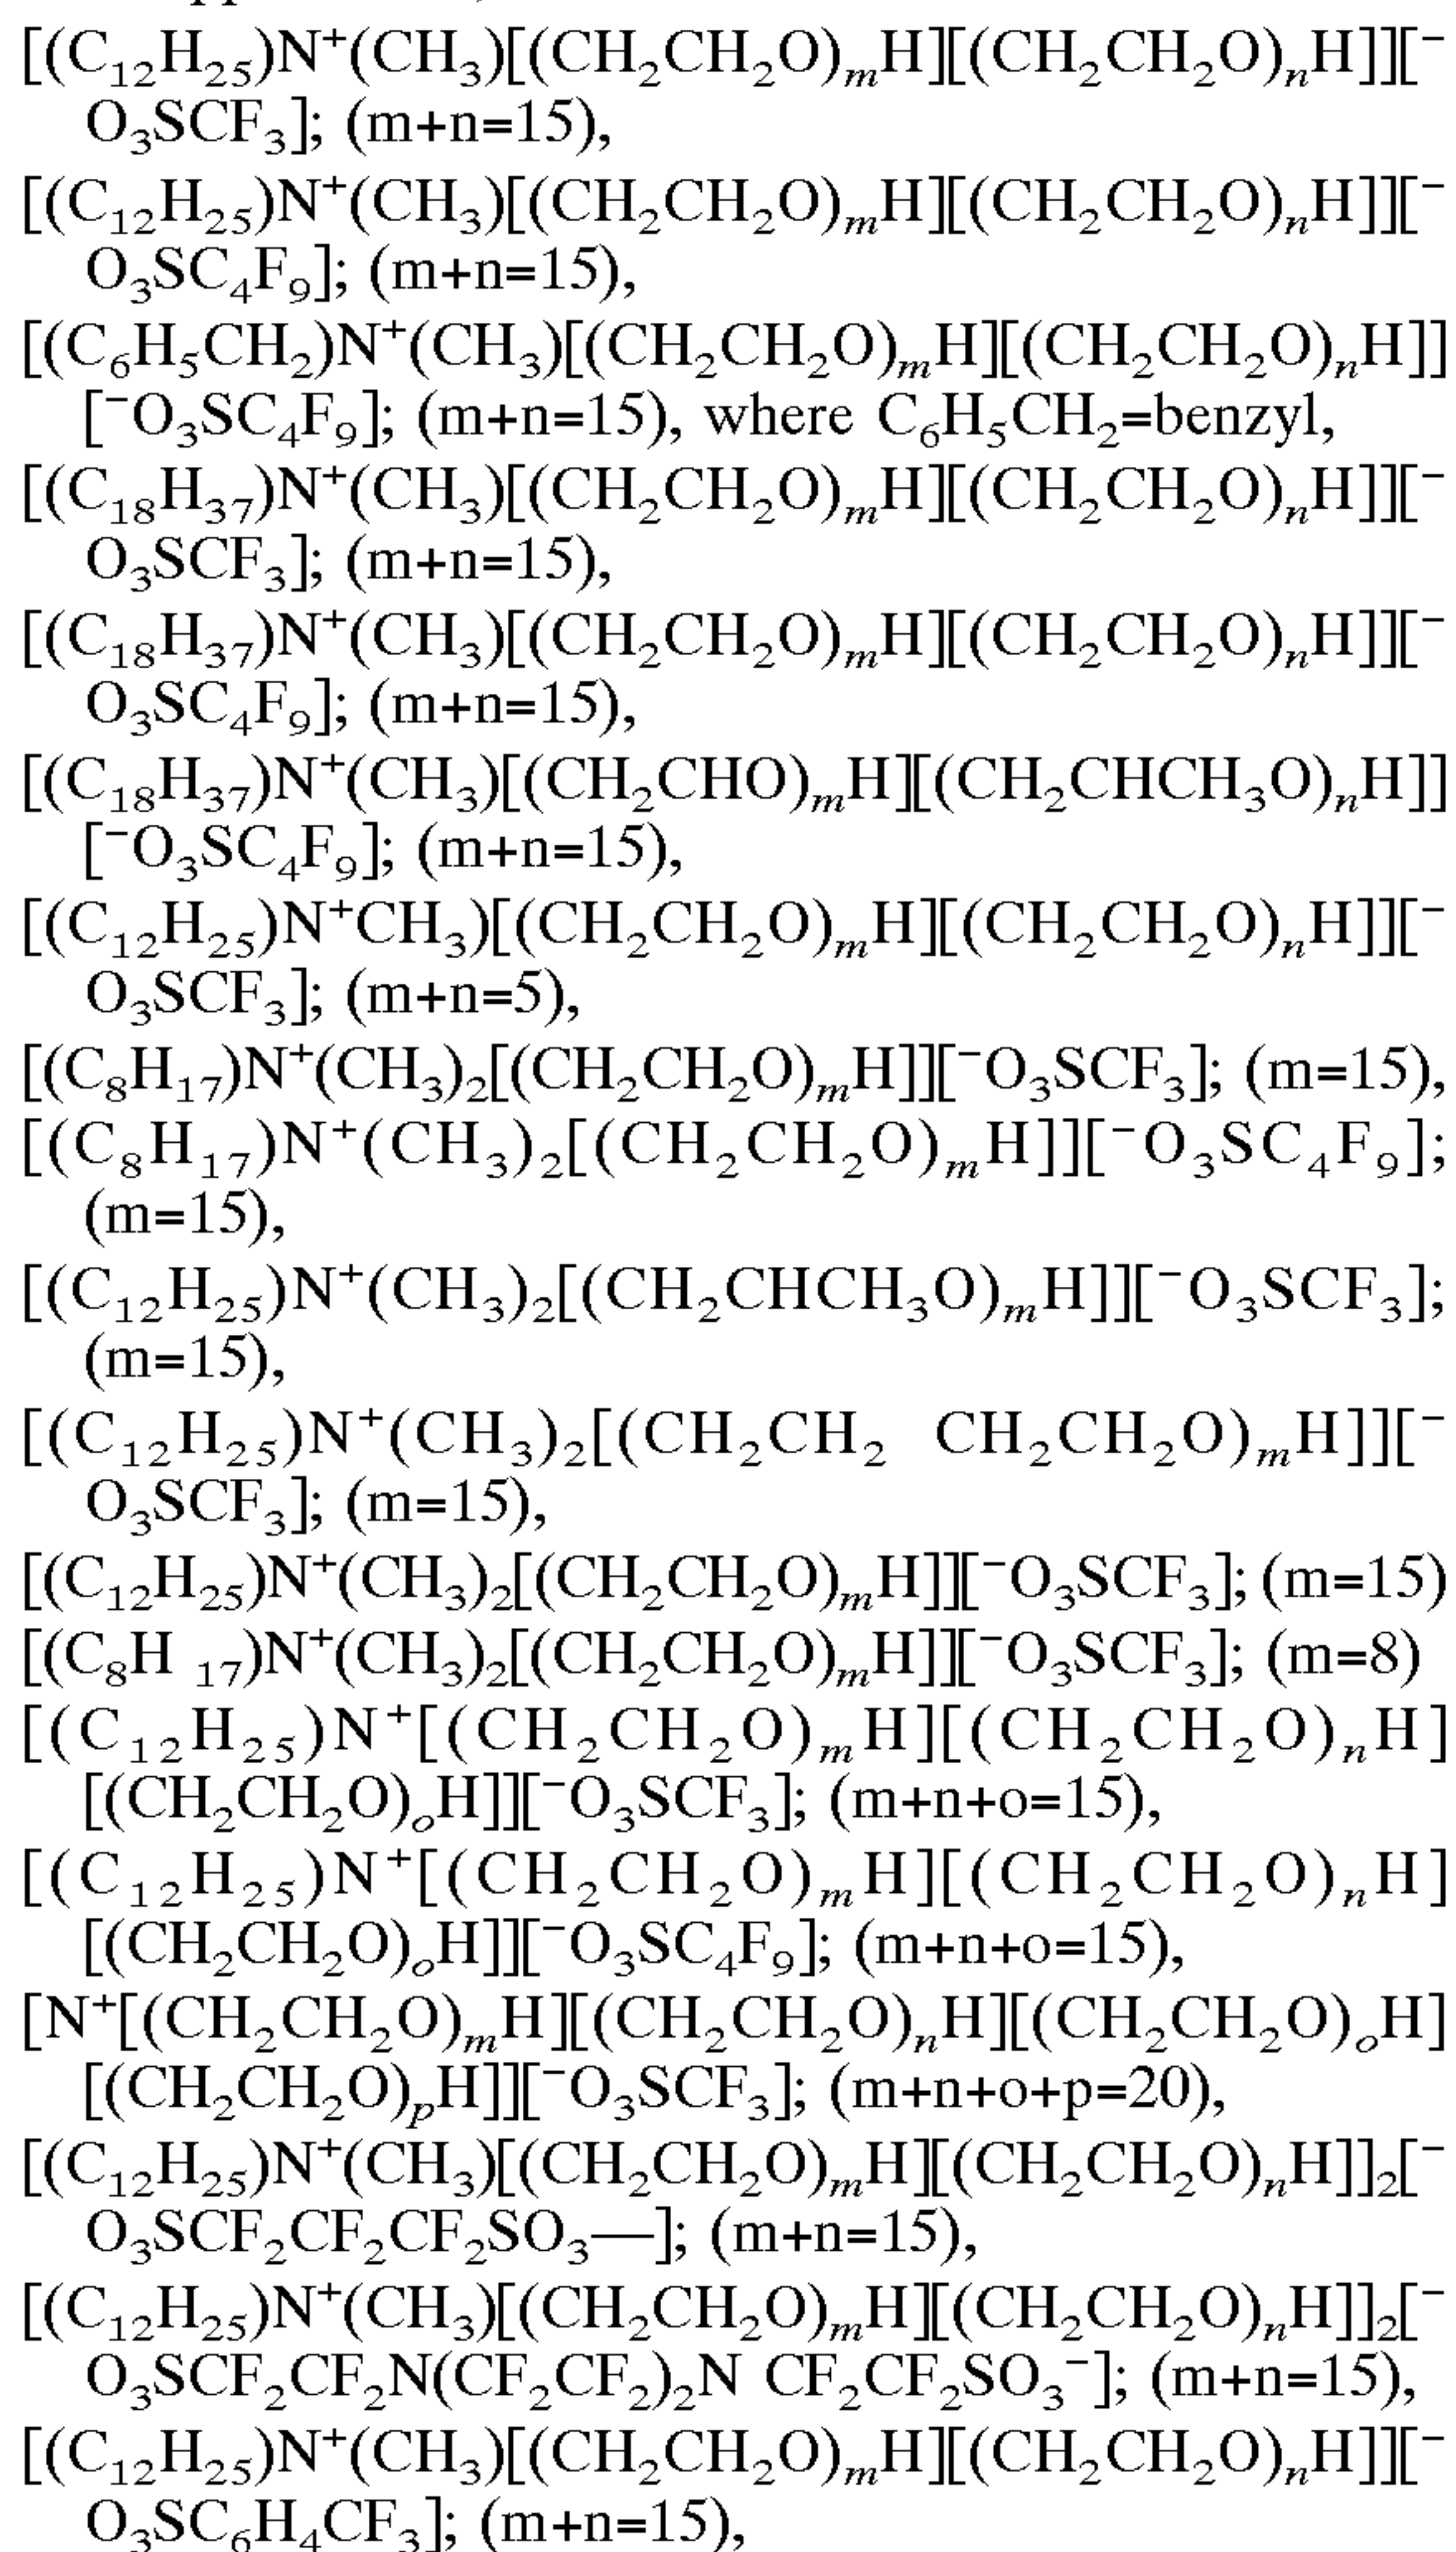 [(C₁₂H₂₅)N⁺(CH₃)[(CH₂CH₂O)ₘH][(CH₂CH₂O)ₙH]][⁻
O₃SCF₃]; (m+n=15),
[(C₁₂H₂₅)N⁺(CH₃)[(CH₂CH₂O)ₘH][(CH₂CH₂O)ₙH]][⁻
O₃SC₄F₉]; (m+n=15),
[(C₆H₅CH₂)N⁺(CH₃)[(CH₂CH₂O)ₘH][(CH₂CH₂O)ₙH]]
[⁻O₃SC₄F₉]; (m+n=15), where C₆H₅CH₂=benzyl,
[(C₁₈H₃₇)N⁺(CH₃)[(CH₂CH₂O)ₘH][(CH₂CH₂O)ₙH]][⁻
O₃SCF₃]; (m+n=15),
[(C₁₈H₃₇)N⁺(CH₃)[(CH₂CH₂O)ₘH][(CH₂CH₂O)ₙH]][⁻
O₃SC₄F₉]; (m+n=15),
[(C₁₈H₃₇)N⁺(CH₃)[(CH₂CHO)ₘH][(CH₂CHCH₃O)ₙH]]
[⁻O₃SC₄F₉]; (m+n=15),
[(C₁₂H₂₅)N⁺CH₃)[(CH₂CH₂O)ₘH][(CH₂CH₂O)ₙH]][⁻
O₃SCF₃]; (m+n=5),
[(C₈H₁₇)N⁺(CH₃)₂[(CH₂CH₂O)ₘH]][⁻O₃SCF₃]; (m=15),
[(C₈H₁₇)N⁺(CH₃)₂[(CH₂CH₂O)ₘH]][⁻O₃SC₄F₉];
(m=15),
[(C₁₂H₂₅)N⁺(CH₃)₂[(CH₂CHCH₃O)ₘH]][⁻O₃SCF₃];
(m=15),
[(C₁₂H₂₅)N⁺(CH₃)₂[(CH₂CH₂ CH₂CH₂O)ₘH]][⁻
O₃SCF₃]; (m=15),
[(C₁₂H₂₅)N⁺(CH₃)₂[(CH₂CH₂O)ₘH]][⁻O₃SCF₃]; (m=15)
[(C₈H ₁₇)N⁺(CH₃)₂[(CH₂CH₂O)ₘH]][⁻O₃SCF₃]; (m=8)
[(C₁₂H₂₅)N⁺[(CH₂CH₂O)ₘH][(CH₂CH₂O)ₙH]
[(CH₂CH₂O)ₒH]][⁻O₃SCF₃]; (m+n+o=15),
[(C₁₂H₂₅)N⁺[(CH₂CH₂O)ₘH][(CH₂CH₂O)ₙH]
[(CH₂CH₂O)ₒH]][⁻O₃SC₄F₉]; (m+n+o=15),
[N⁺[(CH₂CH₂O)ₘH][(CH₂CH₂O)ₙH][(CH₂CH₂O)ₒH]
[(CH₂CH₂O)ₚH]][⁻O₃SCF₃]; (m+n+o+p=20),
[(C₁₂H₂₅)N⁺(CH₃)[(CH₂CH₂O)ₘH][(CH₂CH₂O)ₙH]]₂[⁻
O₃SCF₂CF₂CF₂SO₃—]; (m+n=15),
[(C₁₂H₂₅)N⁺(CH₃)[(CH₂CH₂O)ₘH][(CH₂CH₂O)ₙH]]₂[⁻
O₃SCF₂CF₂N(CF₂CF₂)₂N CF₂CF₂SO₃⁻]; (m+n=15),
[(C₁₂H₂₅)N⁺(CH₃)[(CH₂CH₂O)ₘH][(CH₂CH₂O)ₙH]][⁻
O₃SC₆H₄CF₃]; (m+n=15),